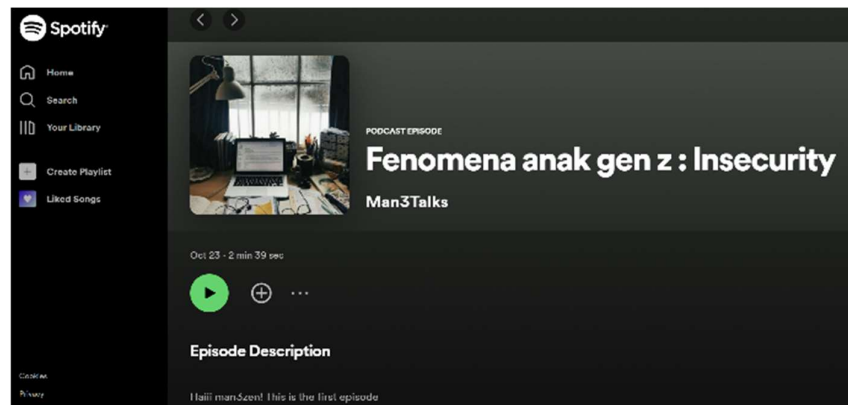 Spotify
Home
Search
Your Library
Create Playlist
Liked Songs
Cookies
Privacy
PODCAST EPISODE
Fenomena anak gen z : Insecurity
Man3Talks
Oct 23 · 2 min 39 sec
Episode Description
Haiii man3zen! This is the first episode